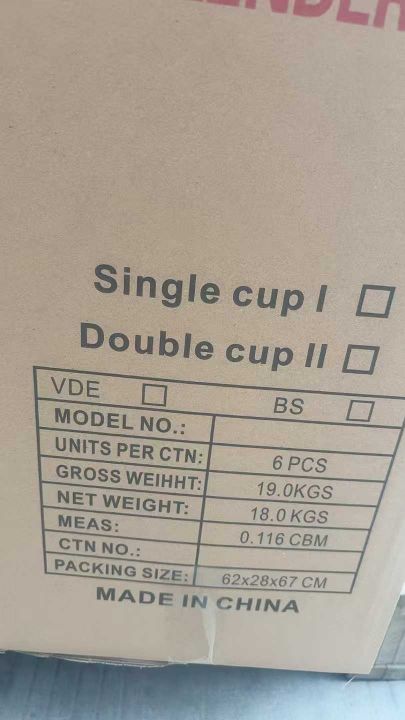 Single cup I
Double cup II
VDE BS
MODEL NO.:
UNITS PER CTN: 6 PCS
GROSS WEIHHT: 19.0KGS
NET WEIGHT: 18.0 KGS
MEAS: 0.116 CBM
CTN NO.:
PACKING SIZE: 62x28x67 CM
MADE IN CHINA